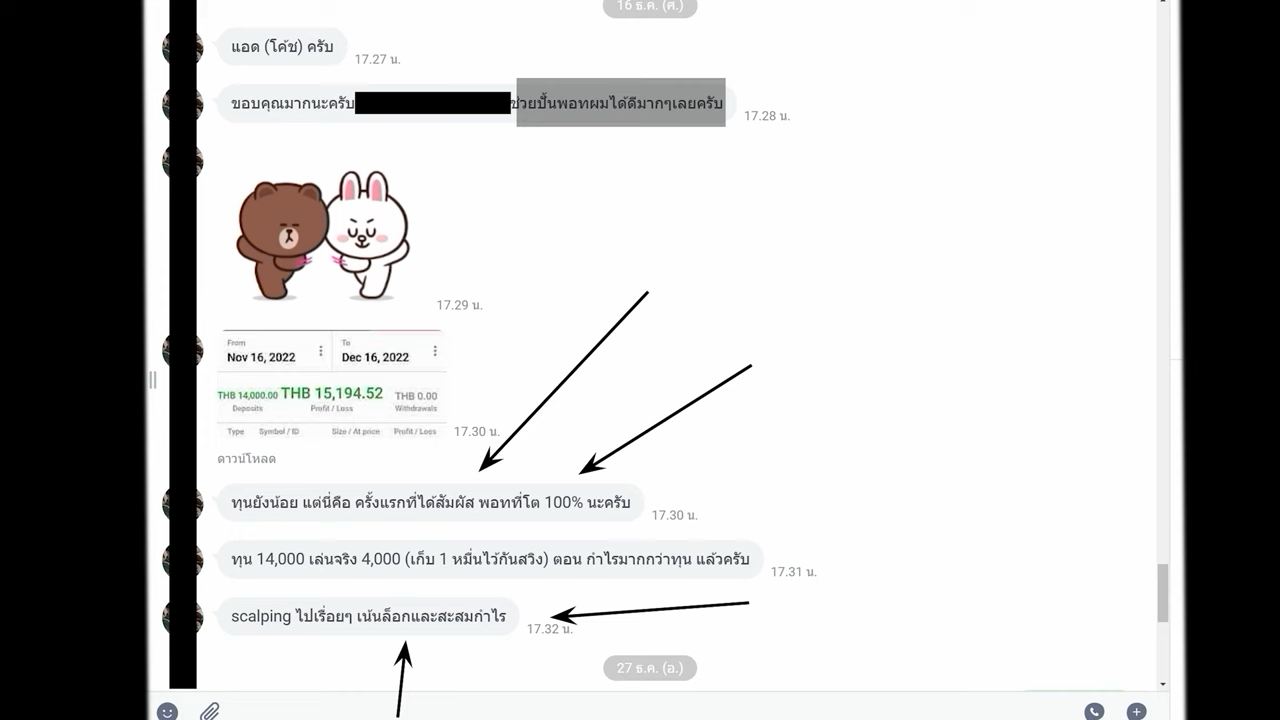 16 ธ.ค. (ศ.)
แอด (โค้ช) ครับ
17.27 น.
ขอบคุณมากนะครับ ช่วยปั้นพอทผมได้ดีมากๆเลยครับ
17.28 น.
17.29 น.
From To
Nov 16, 2022 Dec 16, 2022
THB 14,000.00 THB 15,194.52 THB 0.00
Deposits Profit / Loss Withdrawals
Type Symbol / ID Size / At price Profit / Loss
17.30 น.
ดาวน์โหลด
ทุนยังน้อย แต่นี่คือ ครั้งแรกที่ได้สัมผัส พอทที่โต 100% นะครับ
17.30 น.
ทุน 14,000 เล่นจริง 4,000 (เก็บ 1 หมื่นไว้กันสวิง) ตอน กำไรมากกว่าทุน แล้วครับ
17.31 น.
scalping ไปเรื่อยๆ เน้นล็อกและสะสมกำไร
17.32 น.
27 ธ.ค. (อ.)